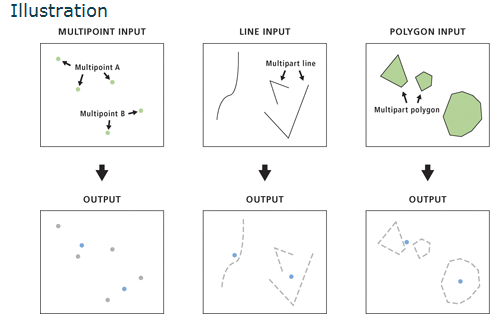 Illustration
MULTIPOINT INPUT
LINE INPUT
POLYGON INPUT
Multipoint A
Multipoint B
Multipart line
Multipart polygon
OUTPUT
OUTPUT
OUTPUT